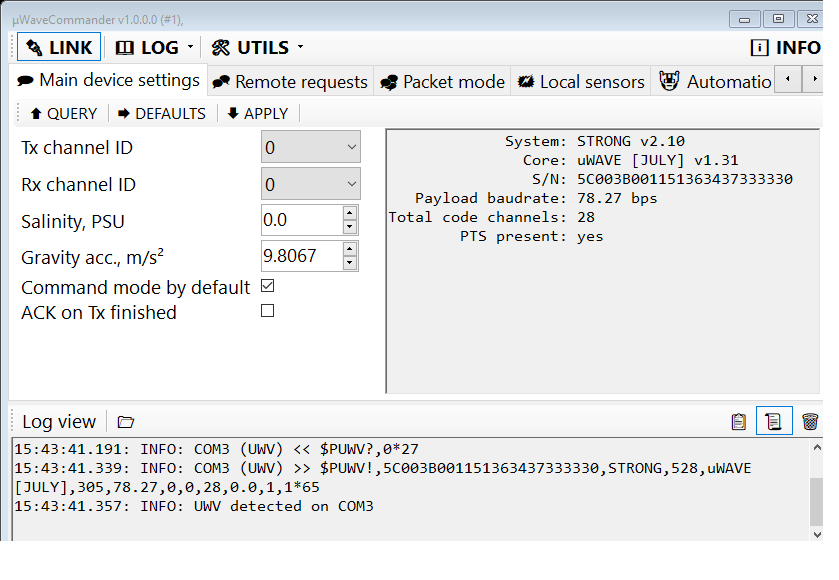 µWaveCommander v1.0.0.0 (#1),
LINK LOG UTILS INFO
Main device settings Remote requests Packet mode Local sensors Automatio
QUERY DEFAULTS APPLY
Tx channel ID 0
Rx channel ID 0
Salinity, PSU 0.0
Gravity acc., m/s² 9.8067
Command mode by default
ACK on Tx finished
System: STRONG v2.10
Core: uWAVE [JULY] v1.31
S/N: 5C003B001151363437333330
Payload baudrate: 78.27 bps
Total code channels: 28
PTS present: yes
Log view
15:43:41.191: INFO: COM3 (UWV) << $PUWV?,0*27
15:43:41.339: INFO: COM3 (UWV) >> $PUWV!,5C003B001151363437333330,STRONG,528,uWAVE
[JULY],305,78.27,0,0,28,0.0,1,1*65
15:43:41.357: INFO: UWV detected on COM3